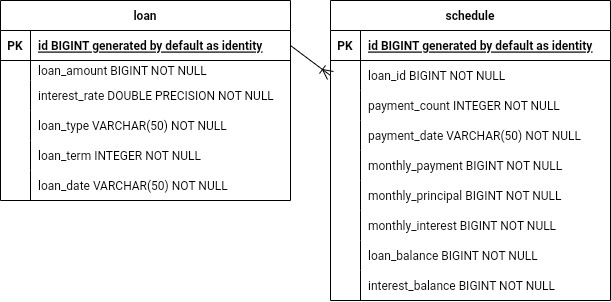 loan
PK id BIGINT generated by default as identity
loan_amount BIGINT NOT NULL
interest_rate DOUBLE PRECISION NOT NULL
loan_type VARCHAR(50) NOT NULL
loan_term INTEGER NOT NULL
loan_date VARCHAR(50) NOT NULL
schedule
PK id BIGINT generated by default as identity
loan_id BIGINT NOT NULL
payment_count INTEGER NOT NULL
payment_date VARCHAR(50) NOT NULL
monthly_payment BIGINT NOT NULL
monthly_principal BIGINT NOT NULL
monthly_interest BIGINT NOT NULL
loan_balance BIGINT NOT NULL
interest_balance BIGINT NOT NULL